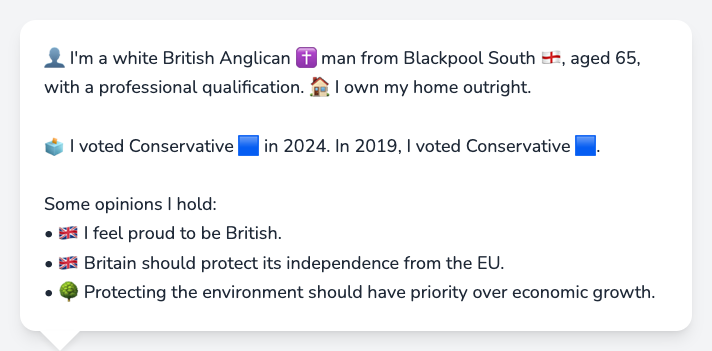 👤 I'm a white British Anglican ✝️ man from Blackpool South 🏴󠁧󠁢󠁥󠁮󠁧󠁿, aged 65,
with a professional qualification. 🏠 I own my home outright.
🗳️ I voted Conservative 🟦 in 2024. In 2019, I voted Conservative 🟦.
Some opinions I hold:
• 🇬🇧 I feel proud to be British.
• 🇬🇧 Britain should protect its independence from the EU.
• 🌳 Protecting the environment should have priority over economic growth.